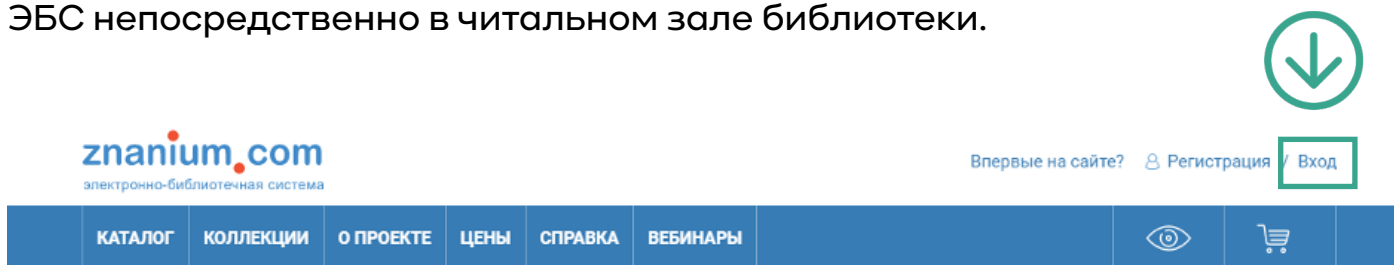 ЭБС непосредственно в читальном зале библиотеки.
znanium.com
электронно-библиотечная система
Впервые на сайте? Регистрация / Вход
КАТАЛОГ КОЛЛЕКЦИИ О ПРОЕКТЕ ЦЕНЫ СПРАВКА ВЕБИНАРЫ